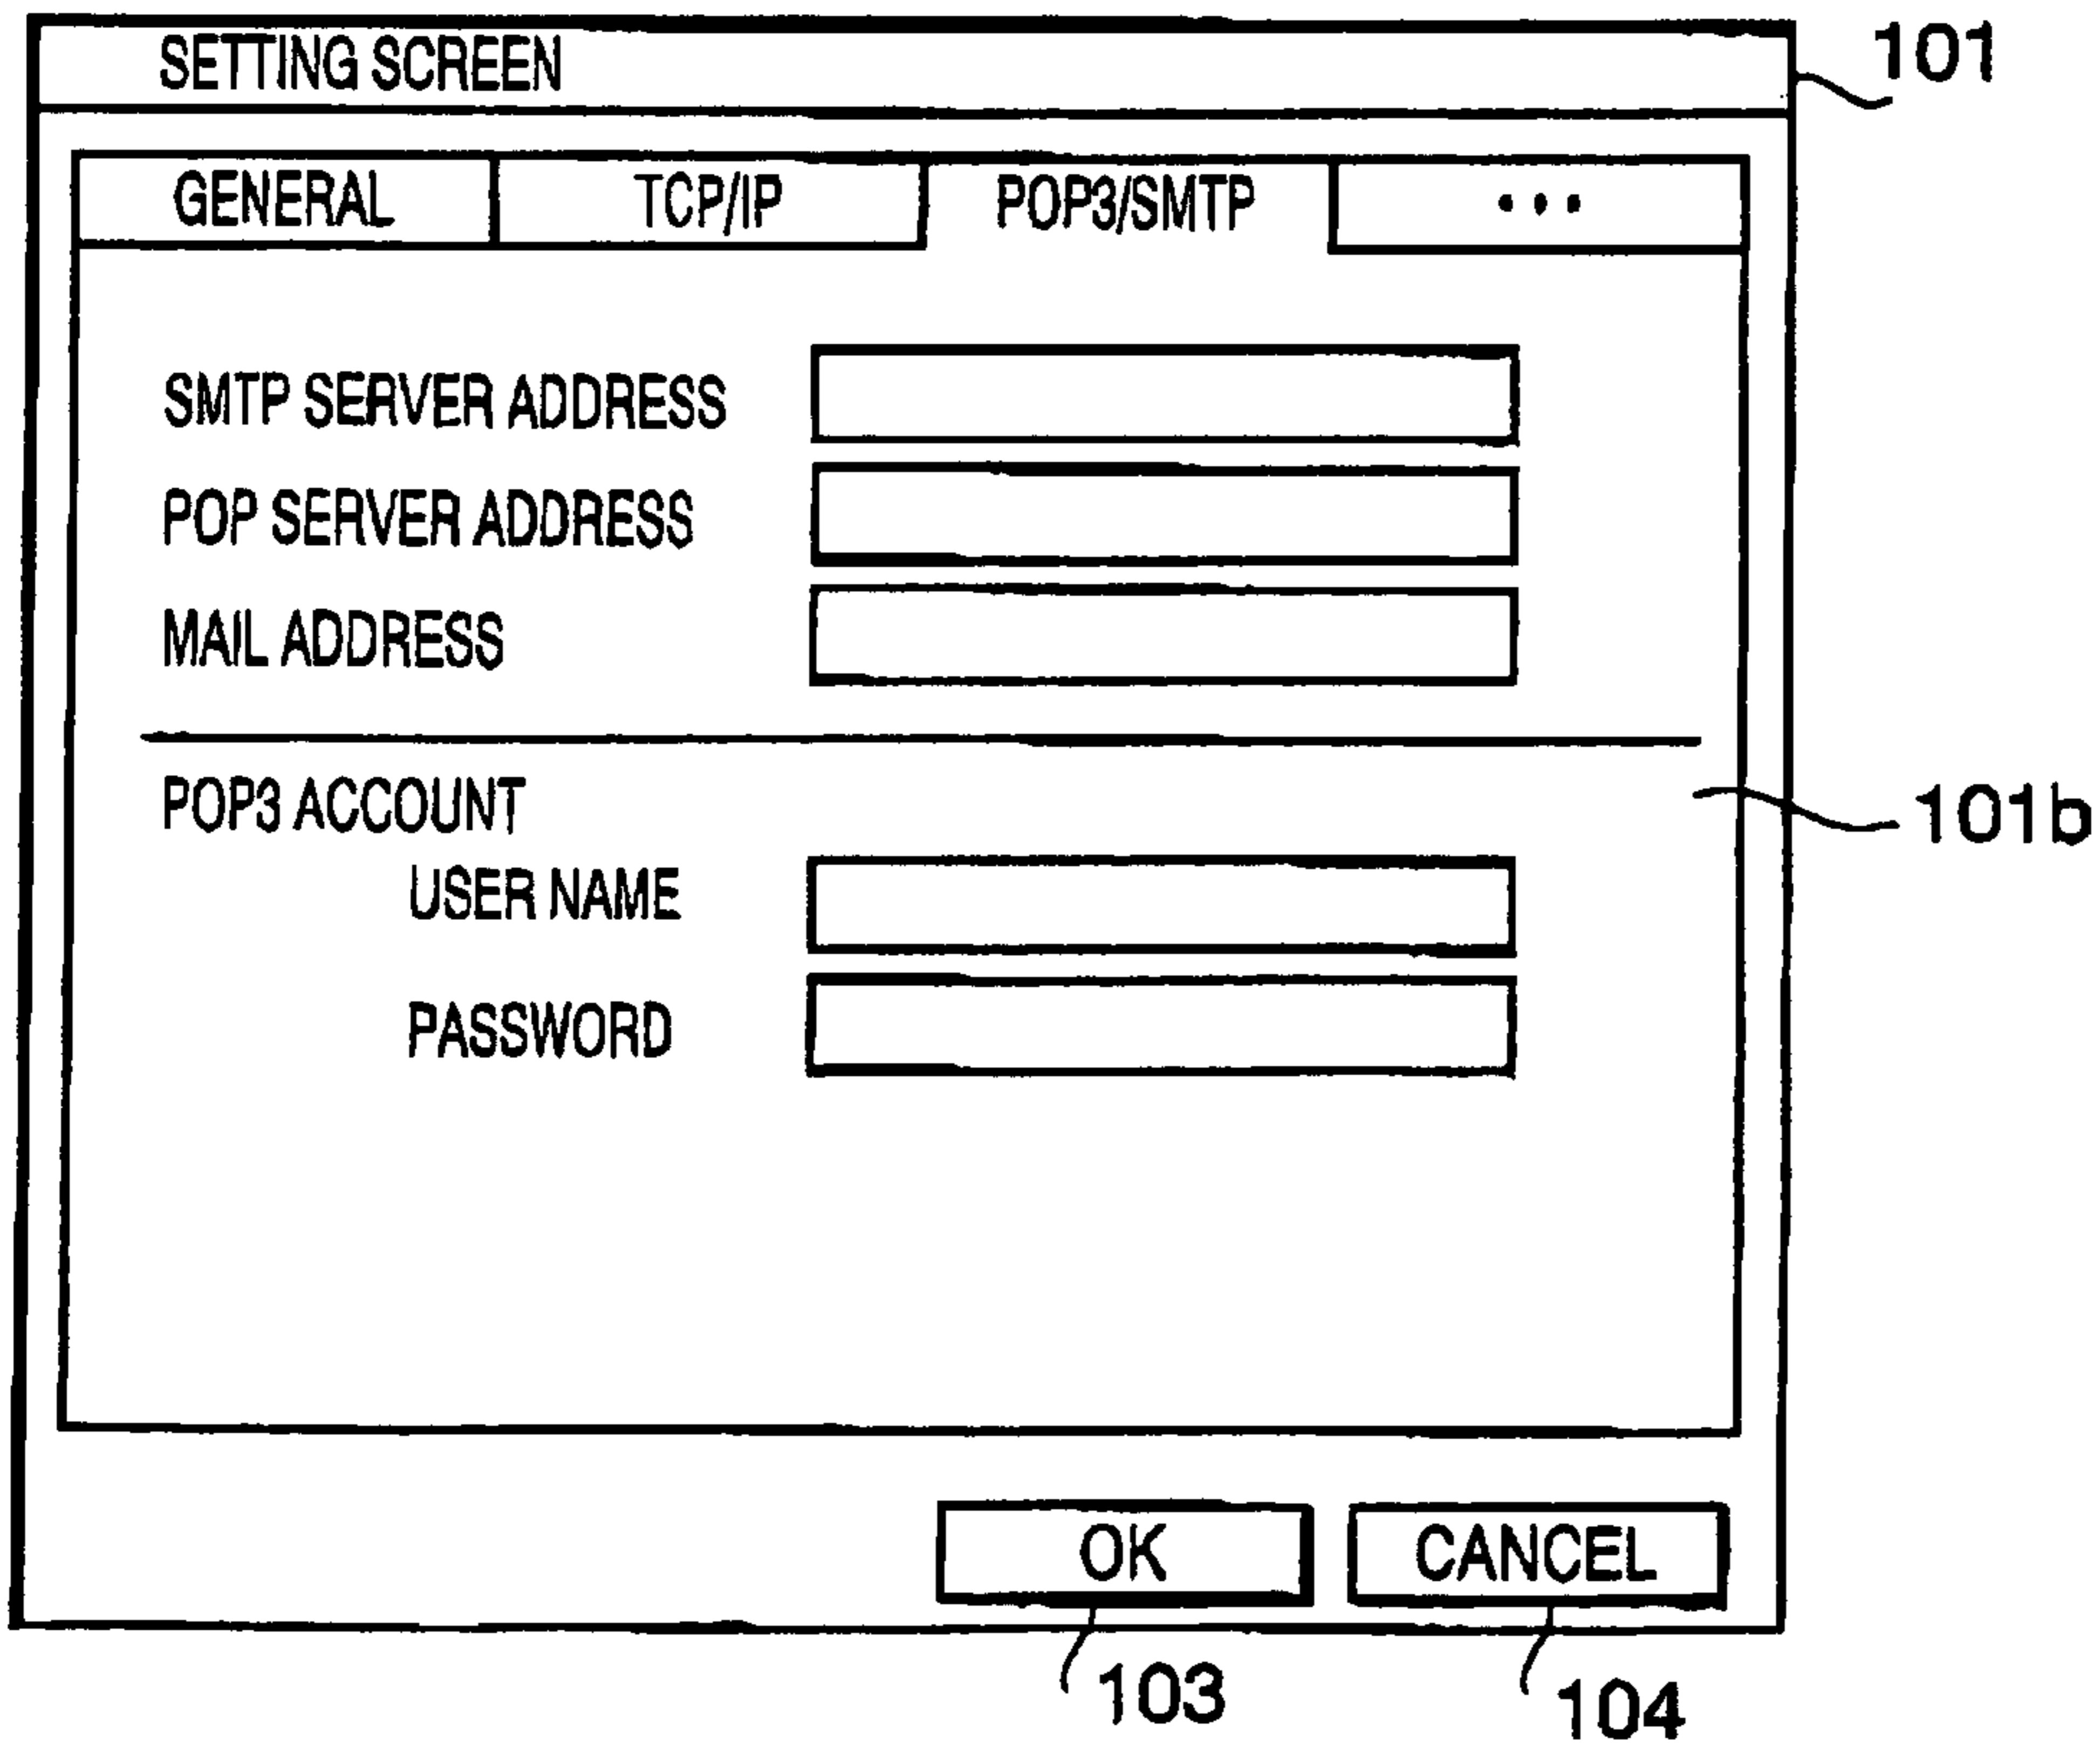 SETTING SCREEN
101
GENERAL TCP/IP POP3/SMTP •••
SMTP SERVER ADDRESS
POP SERVER ADDRESS
MAIL ADDRESS
POP3 ACCOUNT
101b
USER NAME
PASSWORD
OK CANCEL
103
104